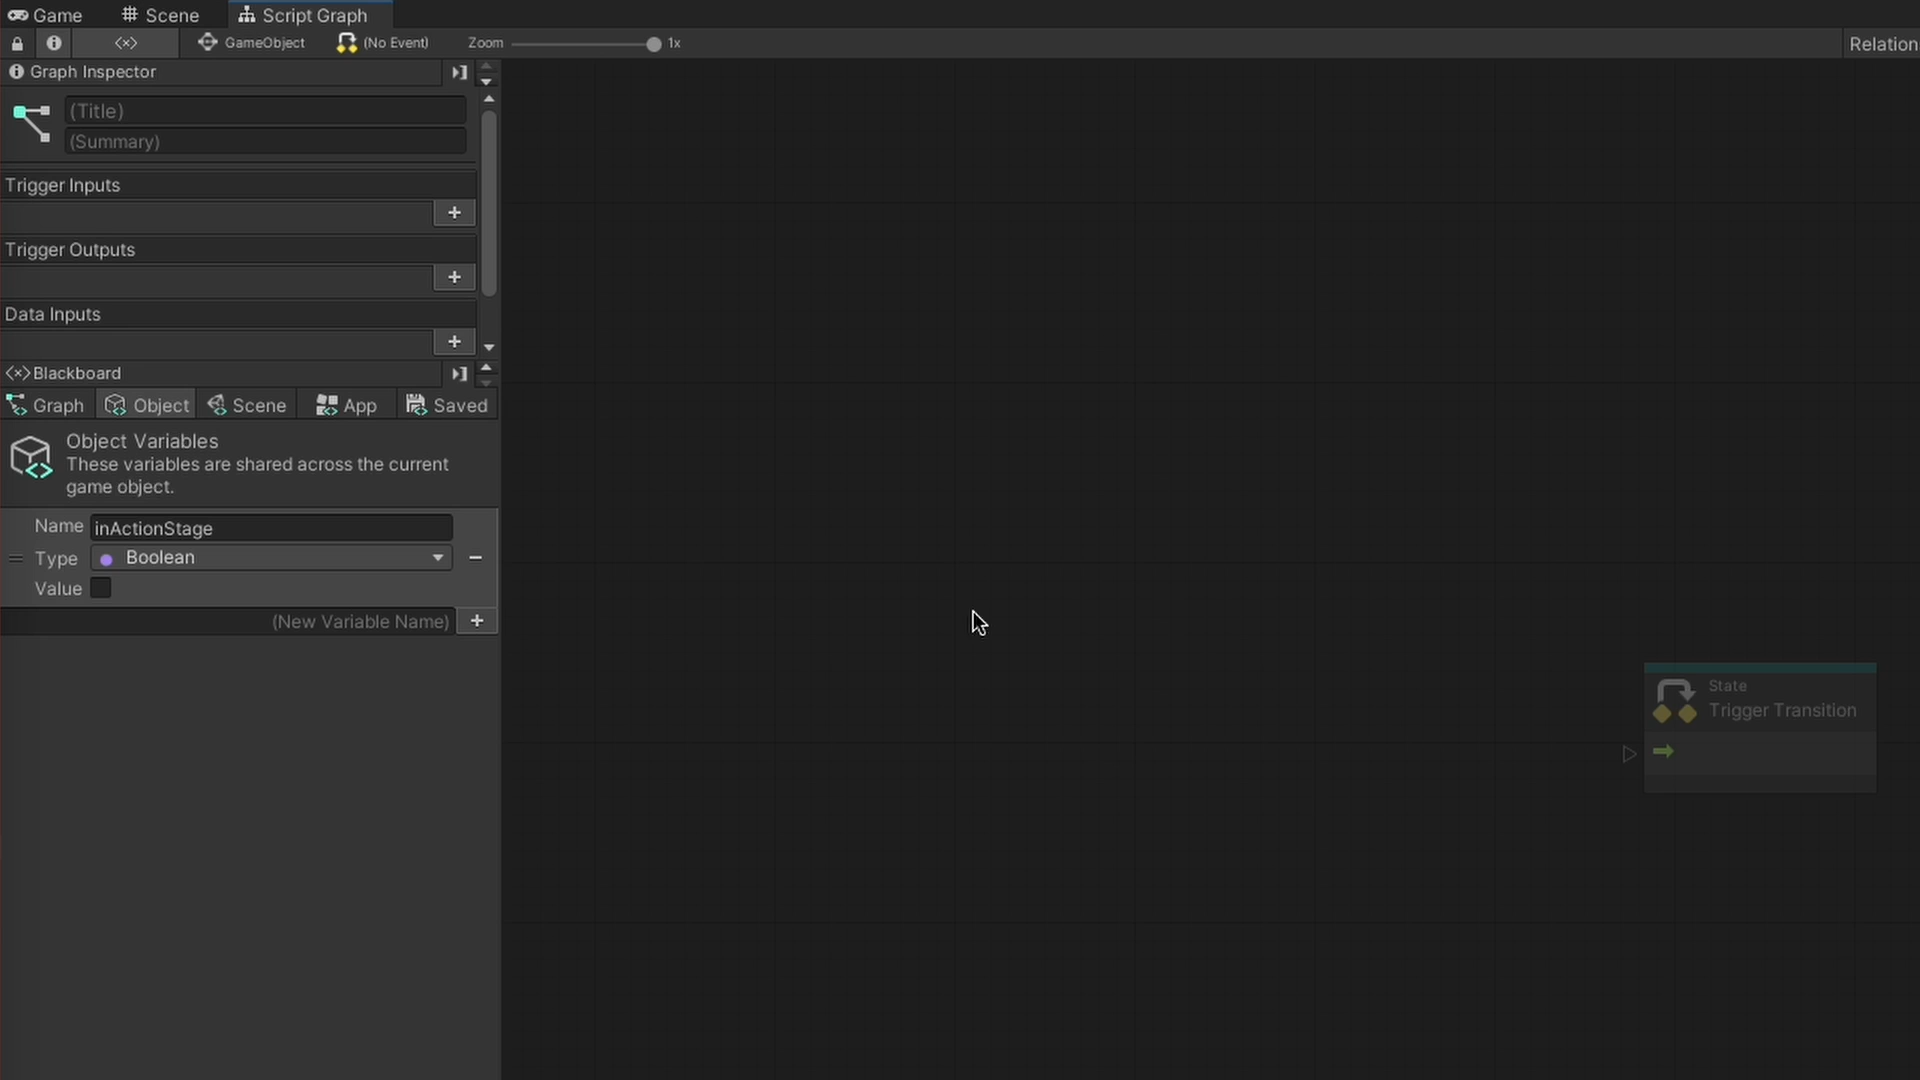 Game
Scene
Script Graph
GameObject
(No Event)
Zoom
1x
Relation
Graph Inspector
(Title)
(Summary)
Trigger Inputs
+
Trigger Outputs
+
Data Inputs
+
<×> Blackboard
Graph
Object
Scene
App
Saved
Object Variables
These variables are shared across the current
game object.
Name inActionStage
Type Boolean
Value
(New Variable Name) +
State
Trigger Transition